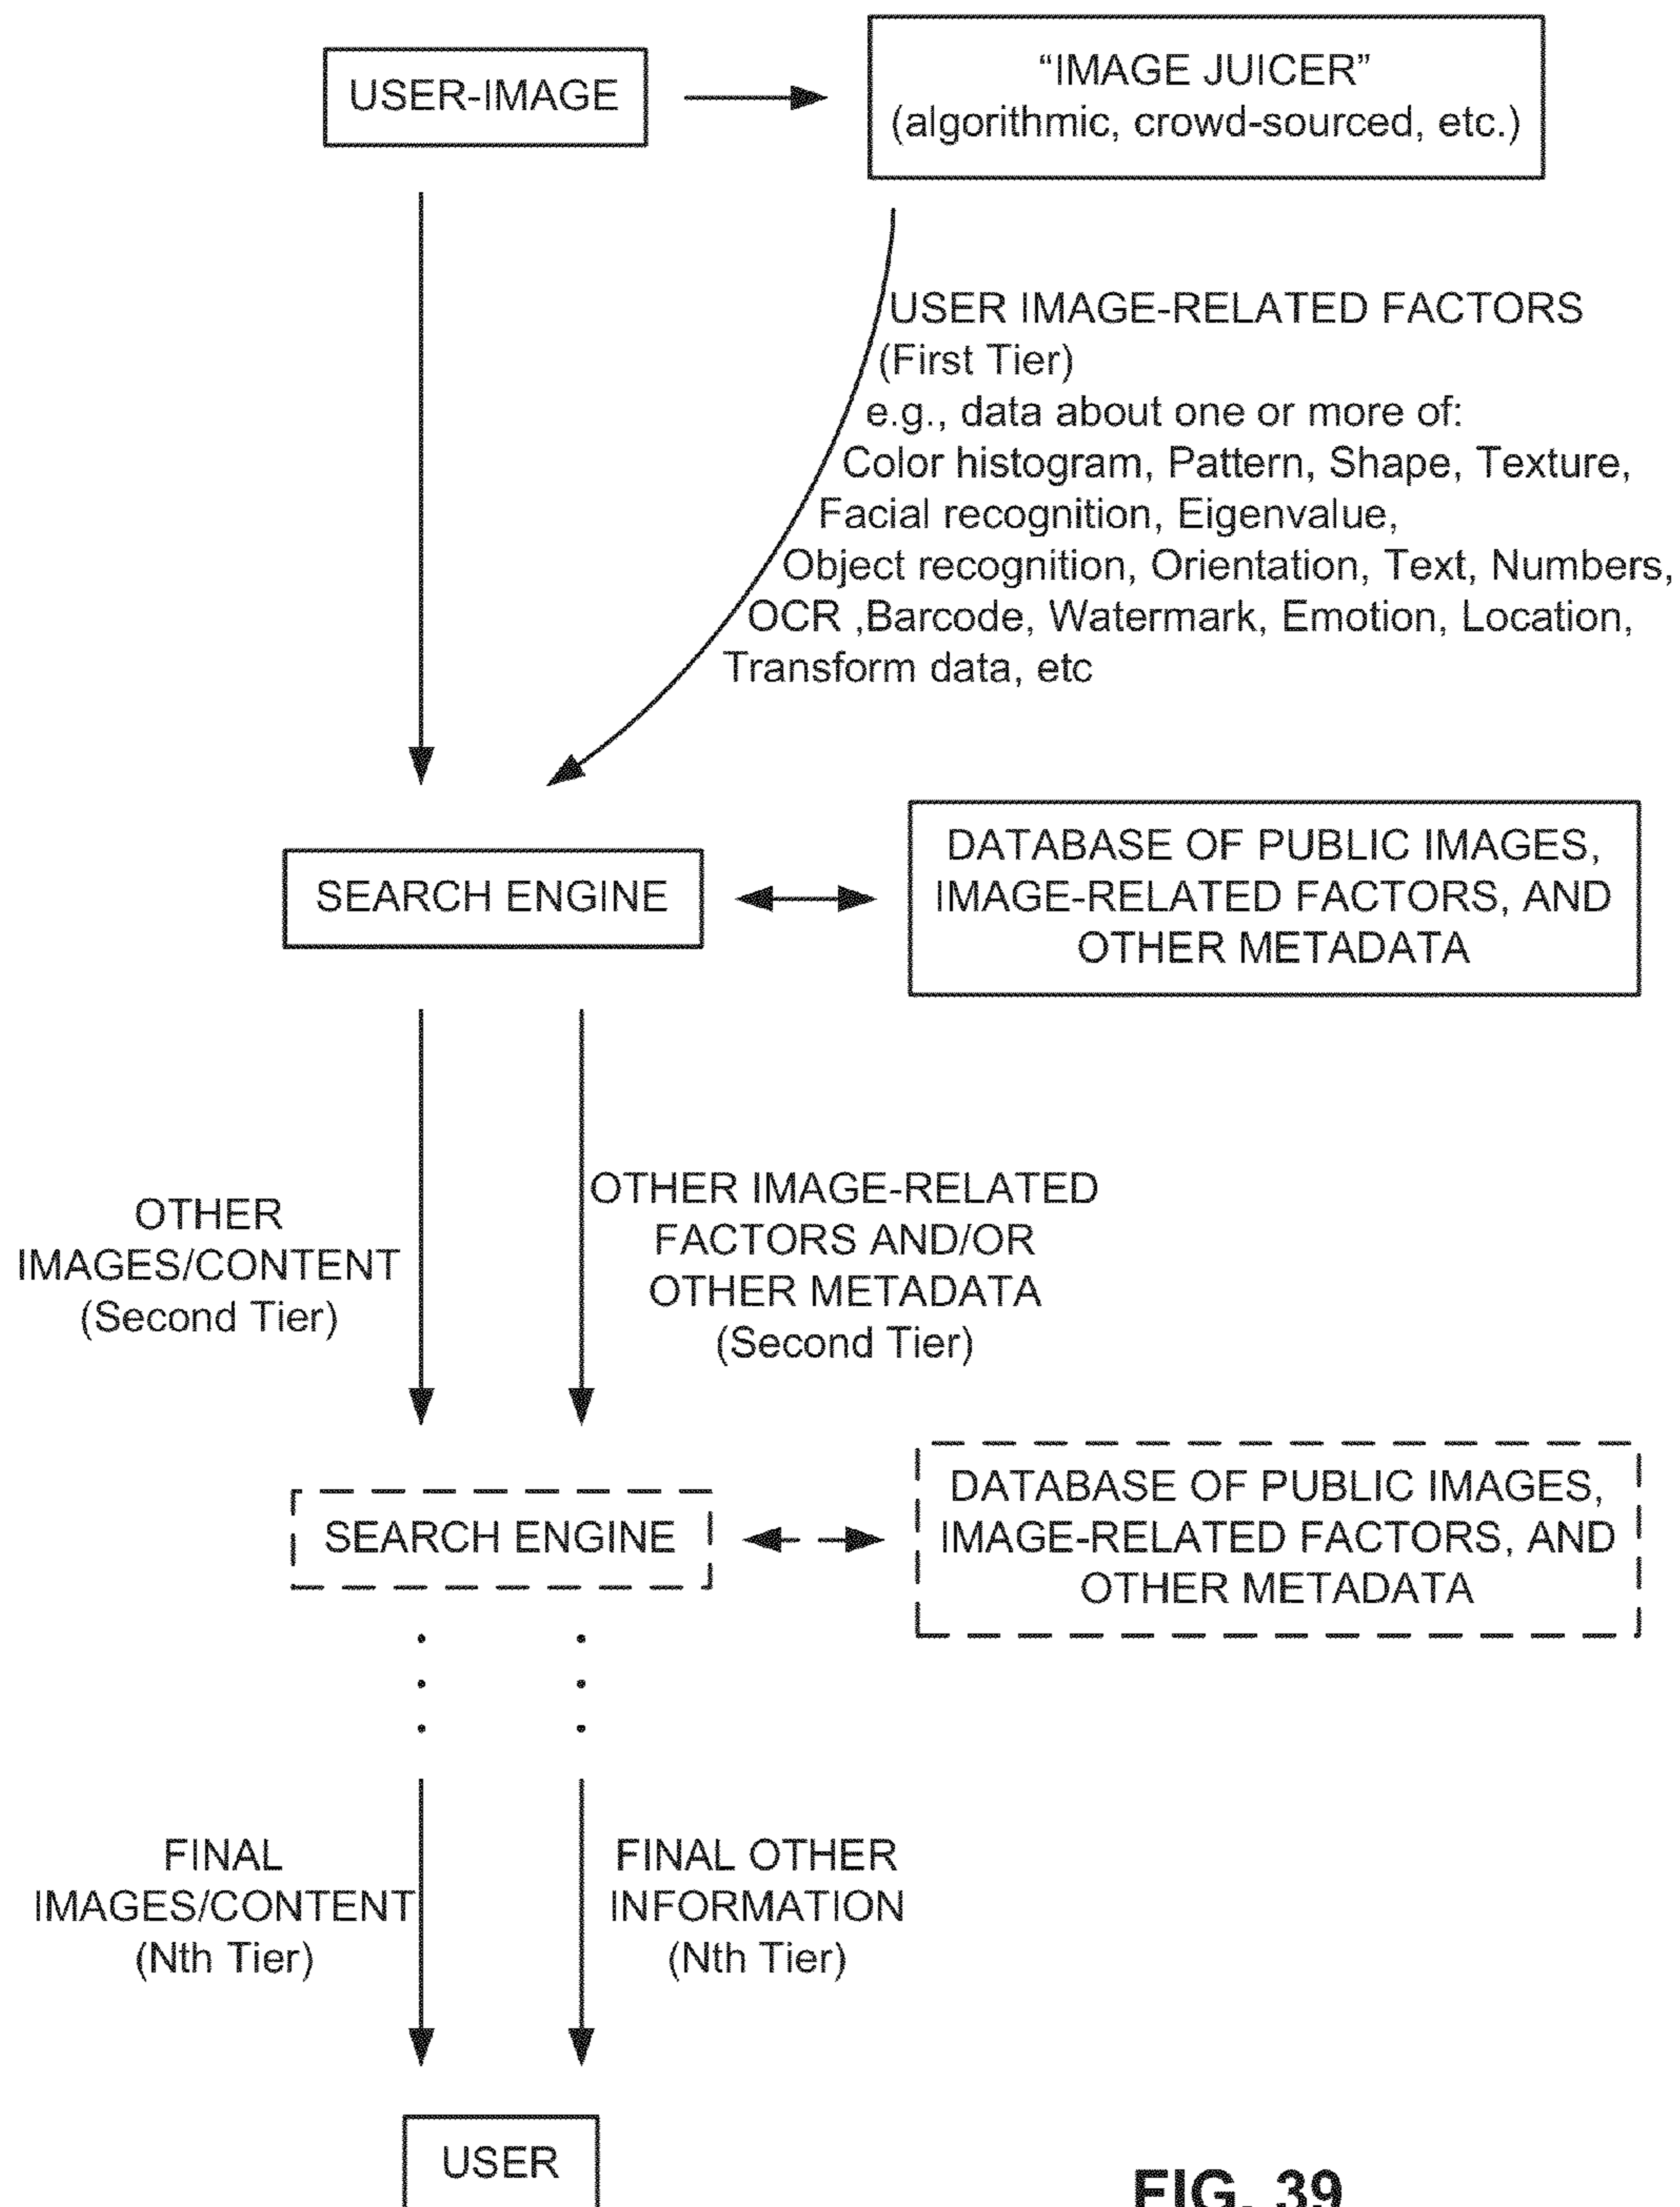 USER-IMAGE
“IMAGE JUICER”
(algorithmic, crowd-sourced, etc.)
USER IMAGE-RELATED FACTORS
(First Tier)
e.g., data about one or more of:
Color histogram, Pattern, Shape, Texture,
Facial recognition, Eigenvalue,
Object recognition, Orientation, Text, Numbers,
OCR ,Barcode, Watermark, Emotion, Location,
Transform data, etc
SEARCH ENGINE
DATABASE OF PUBLIC IMAGES,
IMAGE-RELATED FACTORS, AND
OTHER METADATA
OTHER
IMAGES/CONTENT
(Second Tier)
OTHER IMAGE-RELATED
FACTORS AND/OR
OTHER METADATA
(Second Tier)
SEARCH ENGINE
DATABASE OF PUBLIC IMAGES,
IMAGE-RELATED FACTORS, AND
OTHER METADATA
FINAL
IMAGES/CONTENT
(Nth Tier)
FINAL OTHER
INFORMATION
(Nth Tier)
USER
FIG. 39